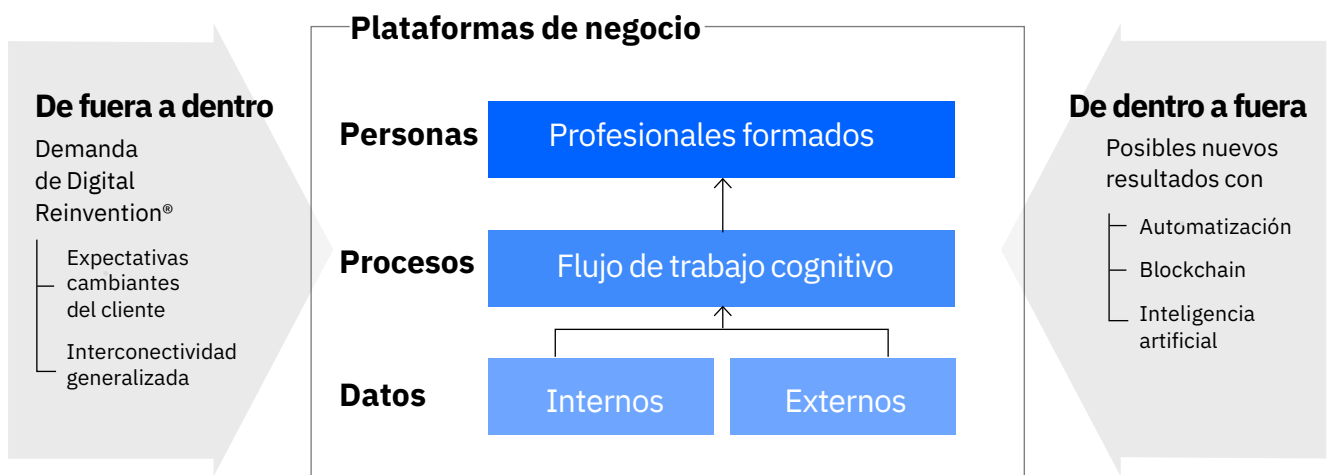 Plataformas de negocio
De fuera a dentro
Demanda
de Digital
Reinvention®
Expectativas
cambiantes
del cliente
Interconectividad
generalizada
Personas
Profesionales formados
Procesos
Flujo de trabajo cognitivo
Datos
Internos
Externos
De dentro a fuera
Posibles nuevos
resultados con
Automatización
Blockchain
Inteligencia
artificial